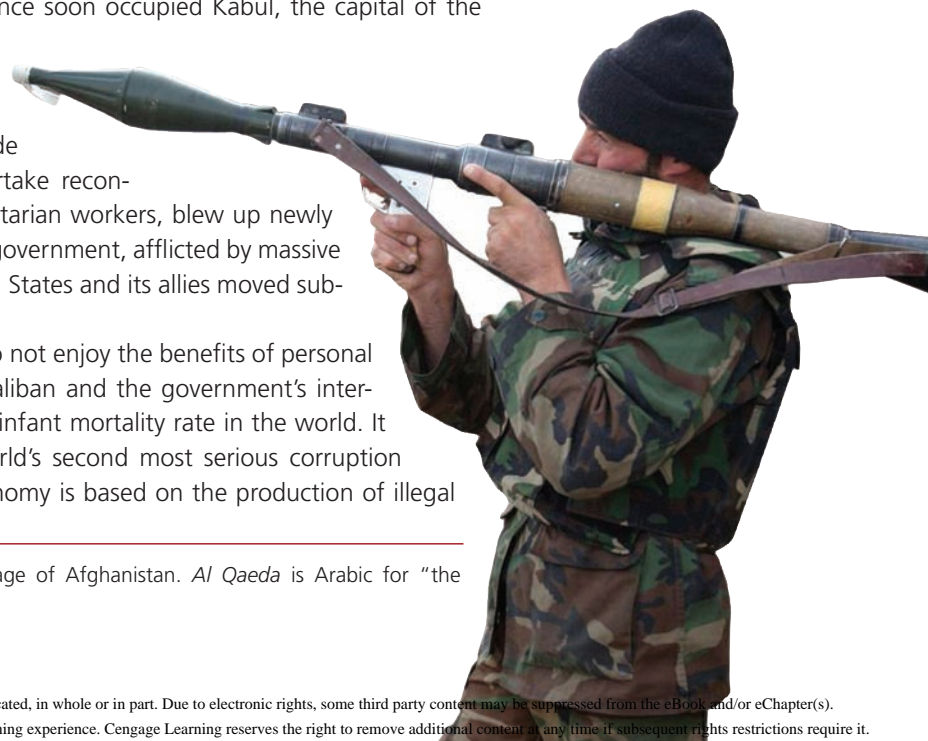 nce soon occupied Kabul, the capital of the
de
rtake recon-
tarian workers, blew up newly
government, afflicted by massive
States and its allies moved sub-
o not enjoy the benefits of personal
aliban and the government’s inter-
infant mortality rate in the world. It
rld’s second most serious corruption
nomy is based on the production of illegal
age of Afghanistan. Al Qaeda is Arabic for “the
cated, in whole or in part. Due to electronic rights, some third party content may be suppressed from the eBook and/or eChapter(s).
ning experience. Cengage Learning reserves the right to remove additional content at any time if subsequent rights restrictions require it.